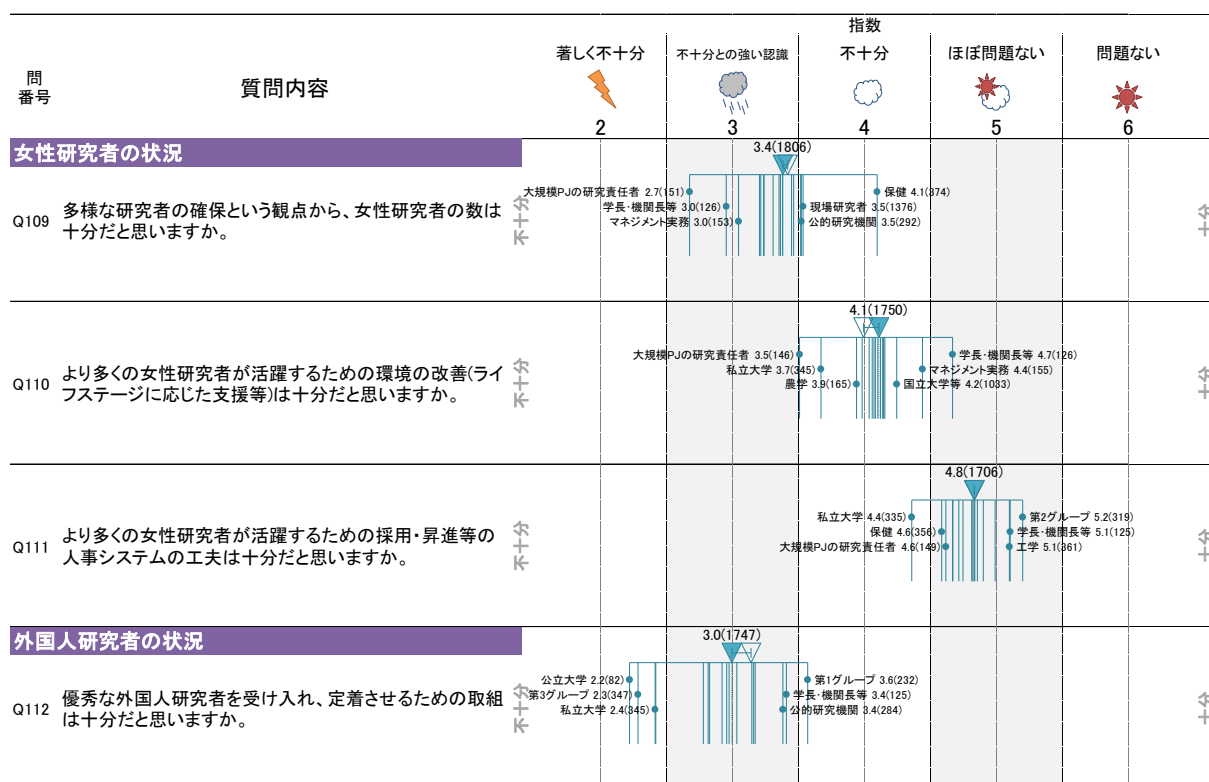 指数
著しく不十分
不十分との強い認識
不十分
ほぼ問題ない
問題ない
問
番号
質問内容
2
3
4
5
6
女性研究者の状況
3.4(1806)
Q109
多様な研究者の確保という観点から、女性研究者の数は
十分だと思いますか。
不十分
大規模PJの研究責任者 2.7(151)
学長・機関長等 3.0(126)
マネジメント実務 3.0(153)
保健 4.1(374)
現場研究者 3.5(1376)
公的研究機関 3.5(292)
十分
4.1(1750)
Q110
より多くの女性研究者が活躍するための環境の改善(ライ
フステージに応じた支援等)は十分だと思いますか。
不十分
大規模PJの研究責任者 3.5(146)
私立大学 3.7(345)
農学 3.9(165)
学長・機関長等 4.7(126)
マネジメント実務 4.4(155)
国立大学等 4.2(1033)
十分
4.8(1706)
Q111
より多くの女性研究者が活躍するための採用・昇進等の
人事システムの工夫は十分だと思いますか。
不十分
私立大学 4.4(335)
保健 4.6(356)
大規模PJの研究責任者 4.6(149)
第2グループ 5.2(319)
学長・機関長等 5.1(125)
工学 5.1(361)
十分
外国人研究者の状況
3.0(1747)
Q112
優秀な外国人研究者を受け入れ、定着させるための取組
は十分だと思いますか。
不十分
公立大学 2.2(82)
第3グループ 2.3(347)
私立大学 2.4(345)
第1グループ 3.6(232)
学長・機関長等 3.4(125)
公的研究機関 3.4(284)
十分